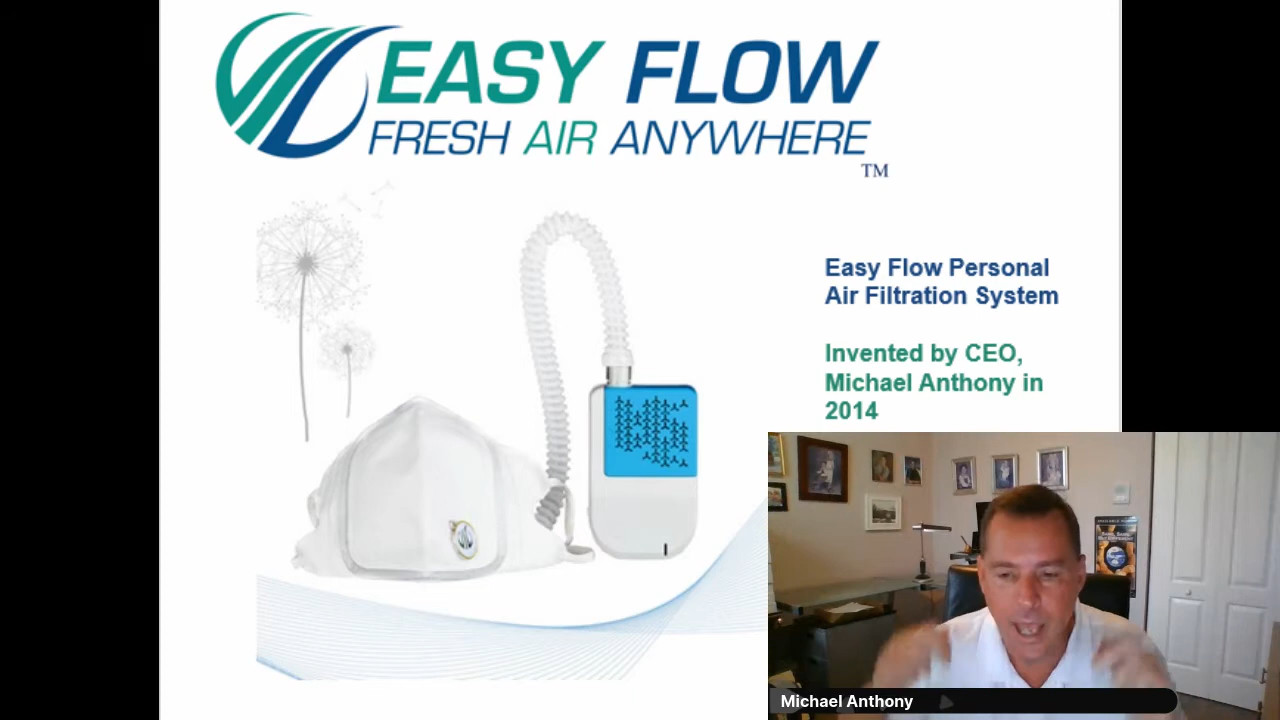 EASY FLOW
FRESH AIR ANYWHERE
TM
Easy Flow Personal
Air Filtration System
Invented by CEO,
Michael Anthony in
2014
Michael Anthony